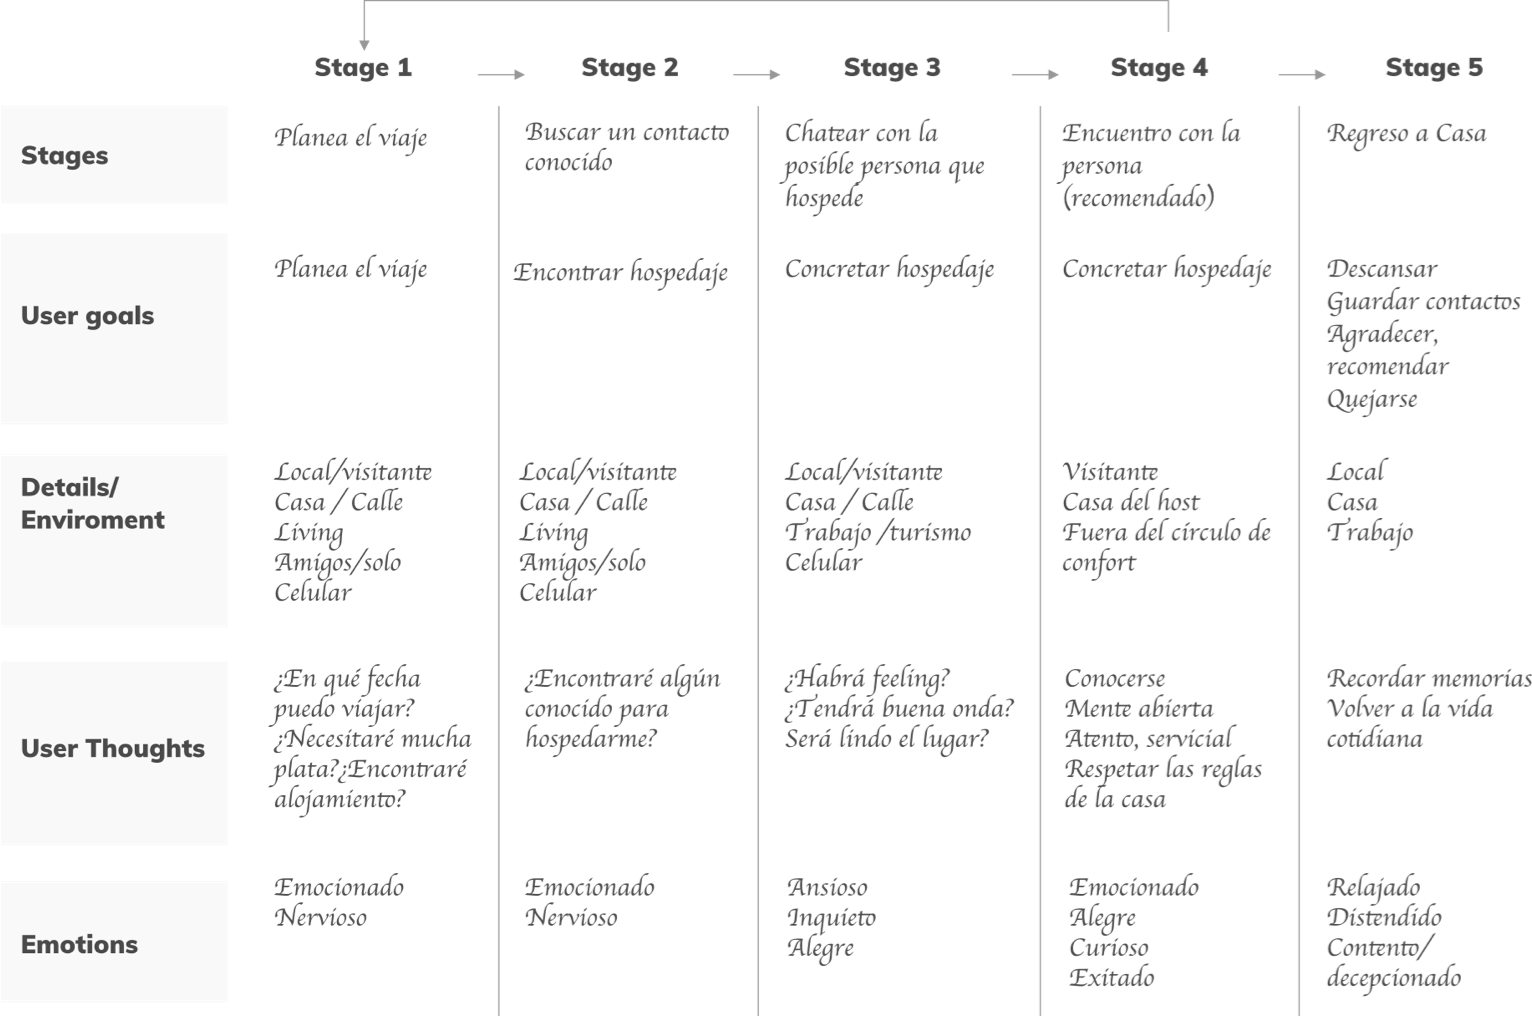 Stage 1
Stage 2
Stage 3
Stage 4
Stage 5
Stages
Planea el viaje
Buscar un contacto
conocido
Chatear con la
posible persona que
hospede
Encuentro con la
persona
(recomendado)
Regreso a Casa
User goals
Planea el viaje
Encontrar hospedaje
Concretar hospedaje
Concretar hospedaje
Descansar
Guardar contactos
Agradecer,
recomendar
Quejarse
Details/
Enviroment
Local/visitante
Casa / Calle
Living
Amigos/solo
Celular
Local/visitante
Casa / Calle
Living
Amigos/solo
Celular
Local/visitante
Casa / Calle
Trabajo /turismo
Celular
Visitante
Casa del host
Fuera del circulo de
confort
Local
Casa
Trabajo
User Thoughts
¿En qué fecha
puedo viajar?
¿Necesitaré mucha
plata?¿Encontraré
alojamiento?
¿Encontraré algún
conocido para
hospedarme?
¿Habrá feeling?
¿Tendrá buena onda?
Será lindo el lugar?
Conocerse
Mente abierta
Atento, servicial
Respetar las reglas
de la casa
Recordar memorias
Volver a la vida
cotidiana
Emotions
Emocionado
Nervioso
Emocionado
Nervioso
Ansioso
Inquieto
Alegre
Emocionado
Alegre
Curioso
Exitado
Relajado
Distendido
Contento/
decepcionado